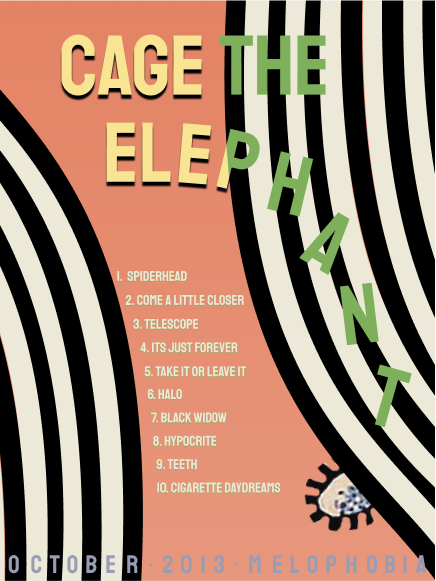 CAGE THE
ELEPHANT
1. SPIDERHEAD
2. COME A LITTLE CLOSER
3. TELESCOPE
4. ITS JUST FOREVER
5. TAKE IT OR LEAVE IT
6. HALO
7. BLACK WIDOW
8. HYPOCRITE
9. TEETH
10. CIGARETTE DAYDREAMS
OCTOBER · 2013 · MELOPHOBIA